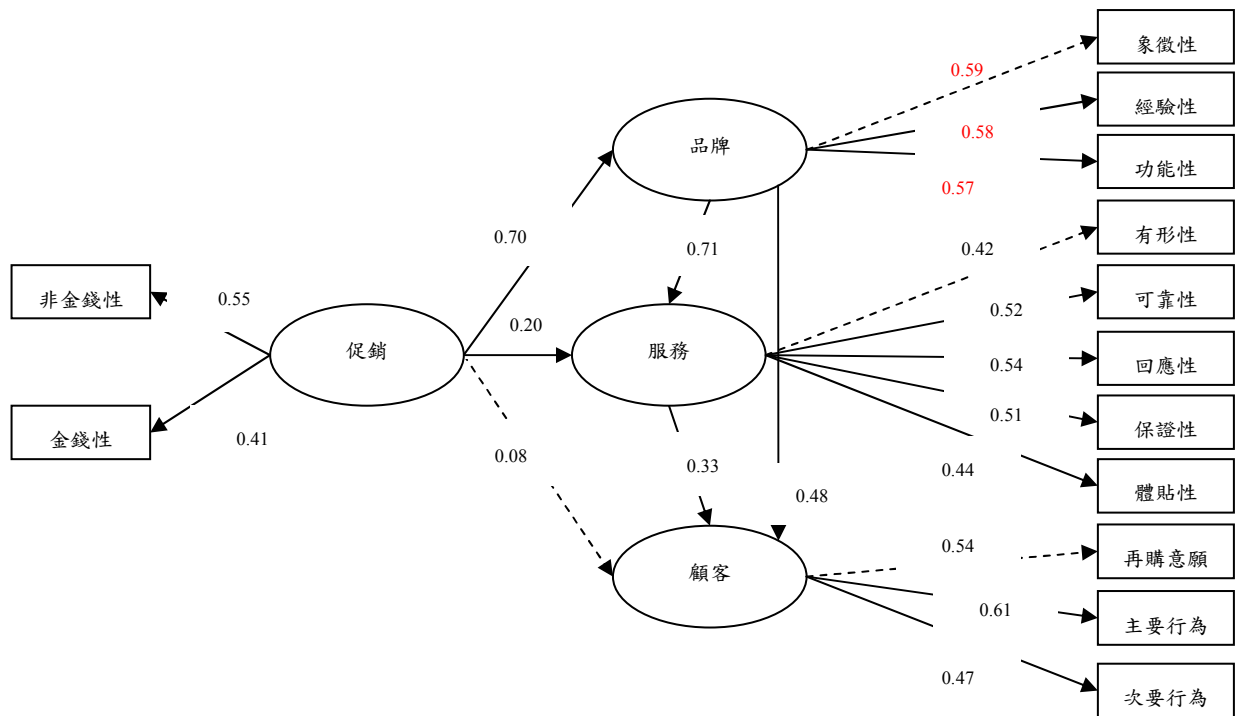 象徵性
0.59
經驗性
品牌
0.58
功能性
0.57
有形性
0.70
0.71
0.42
非金錢性
0.55
可靠性
0.52
0.20
促銷
服務
回應性
0.54
0.51
保證性
金錢性
0.41
0.08
0.33
0.44
體貼性
0.48
0.54
再購意願
顧客
0.61
主要行為
0.47
次要行為